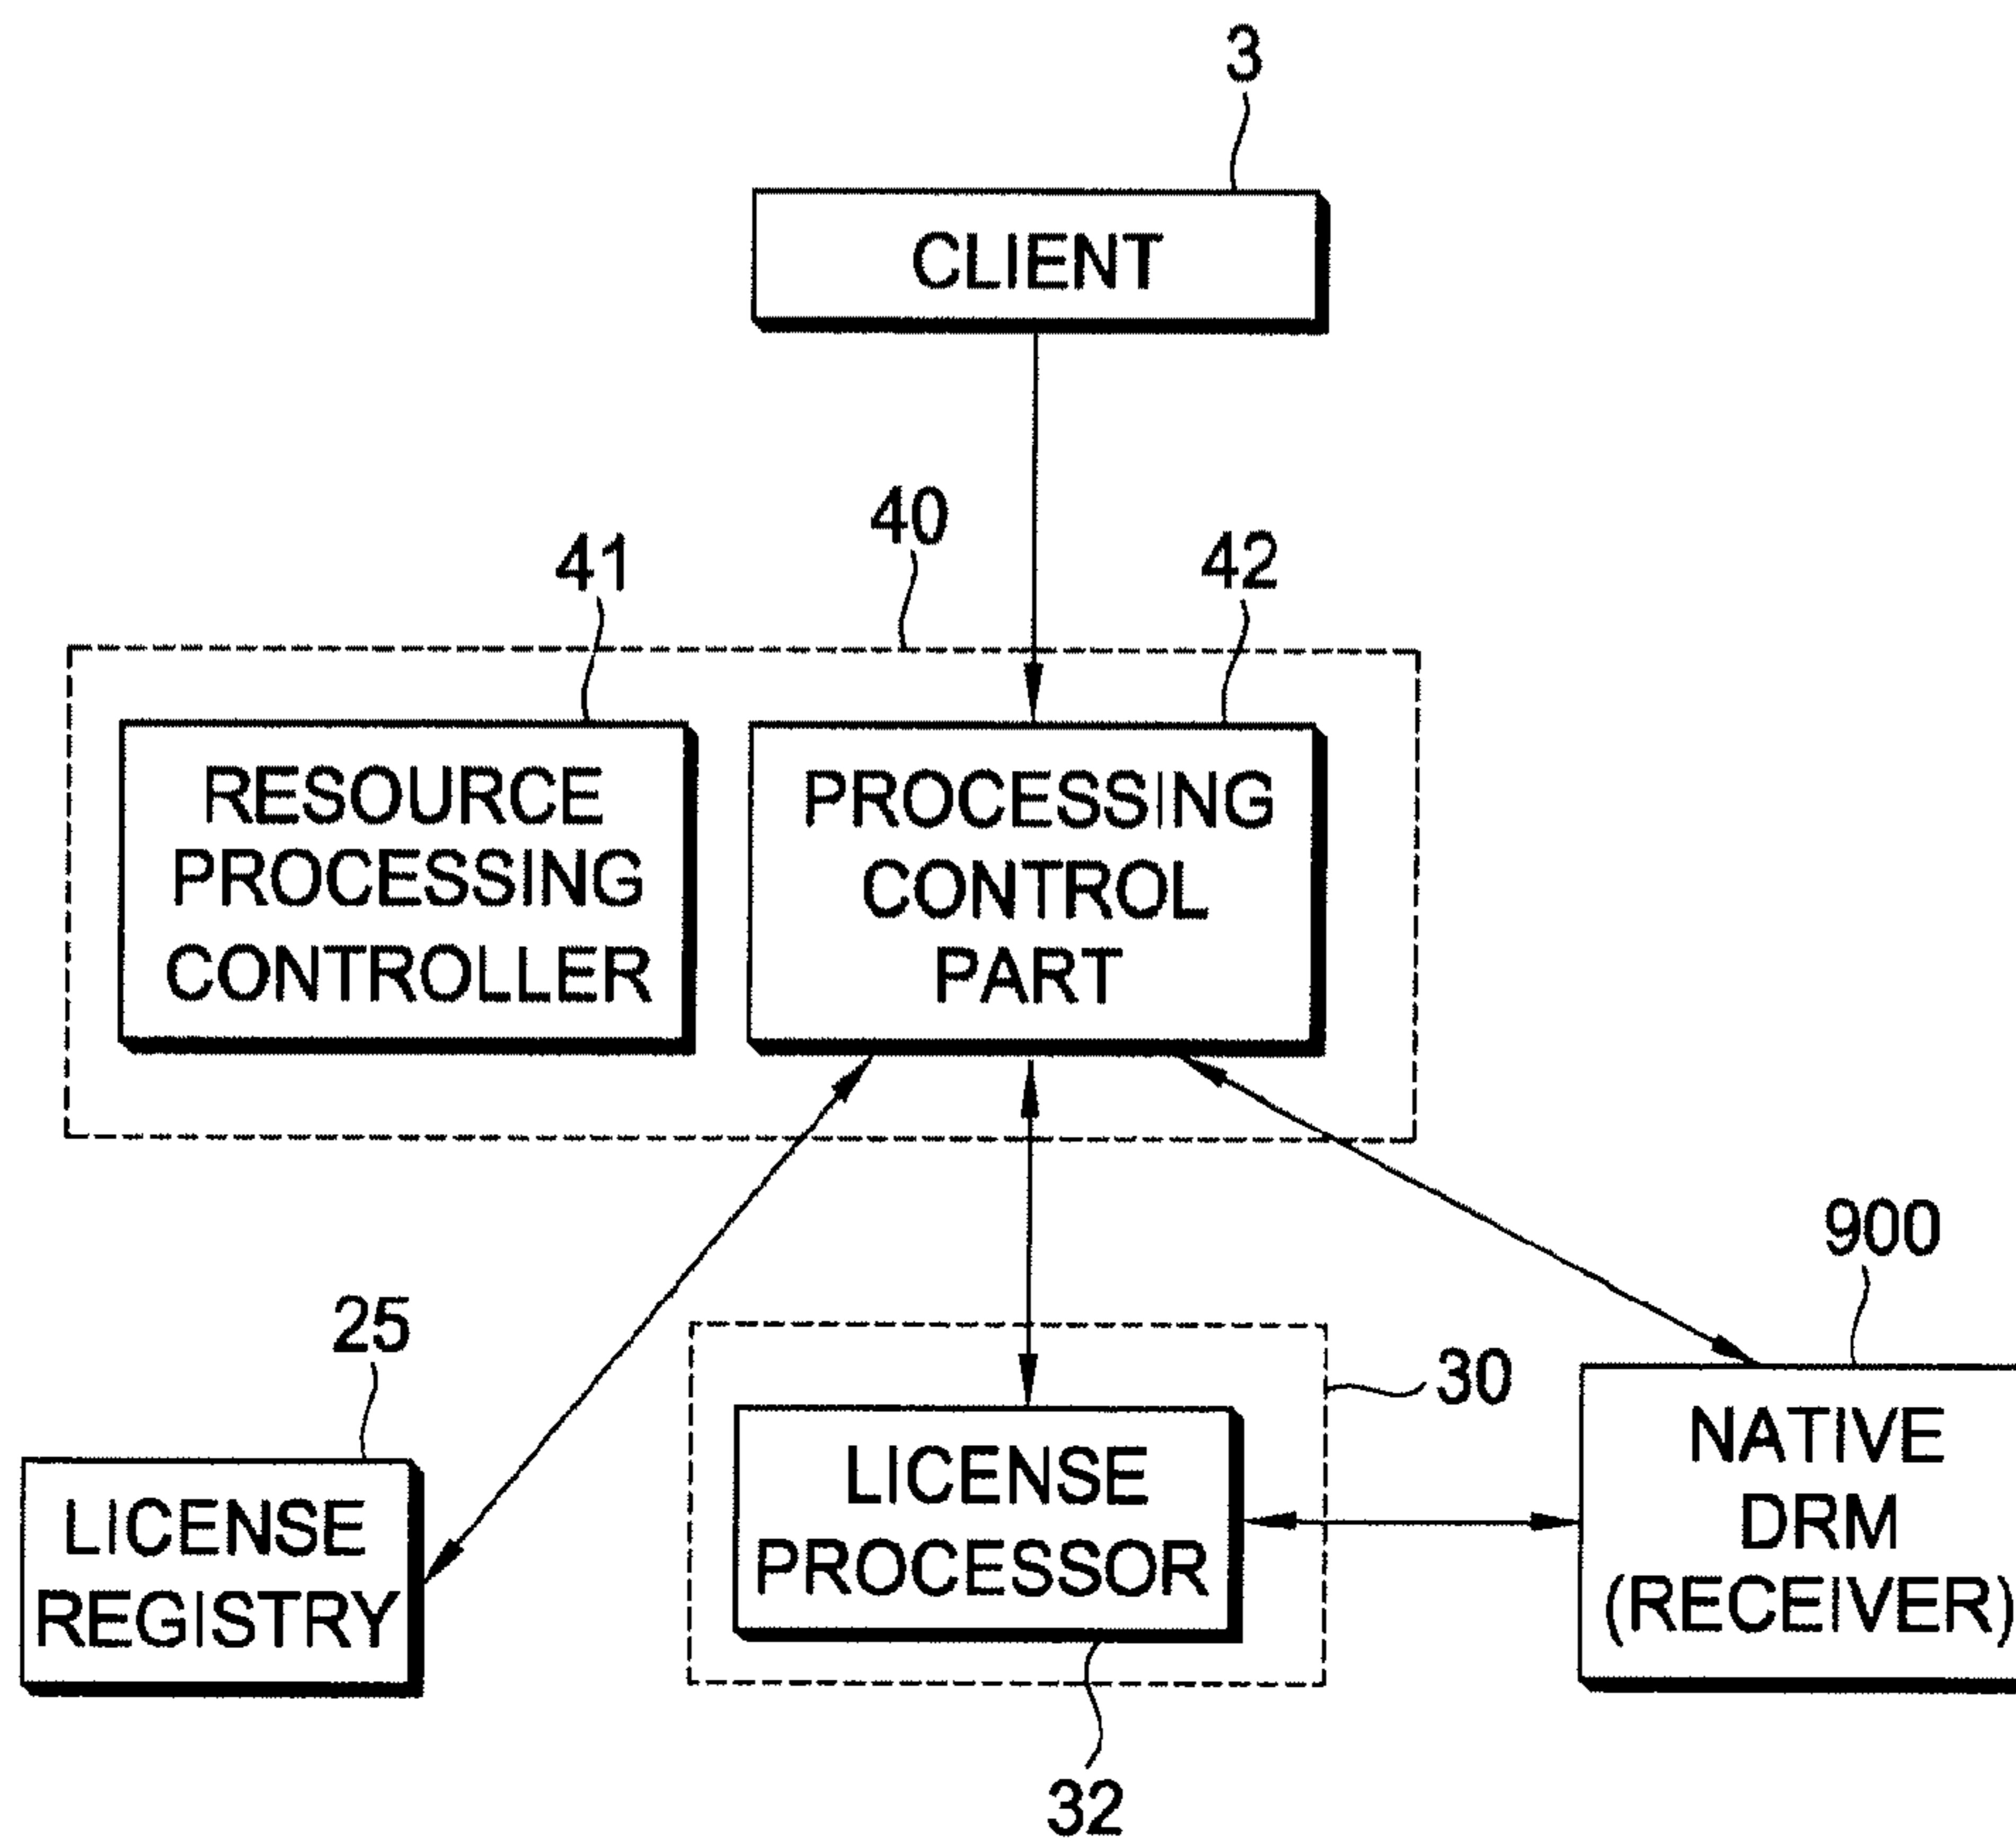 3
CLIENT
40
41
42
RESOURCE
PROCESSING
CONTROLLER
PROCESSING
CONTROL
PART
900
25
30
LICENSE
REGISTRY
LICENSE
PROCESSOR
NATIVE
DRM
(RECEIVER)
32